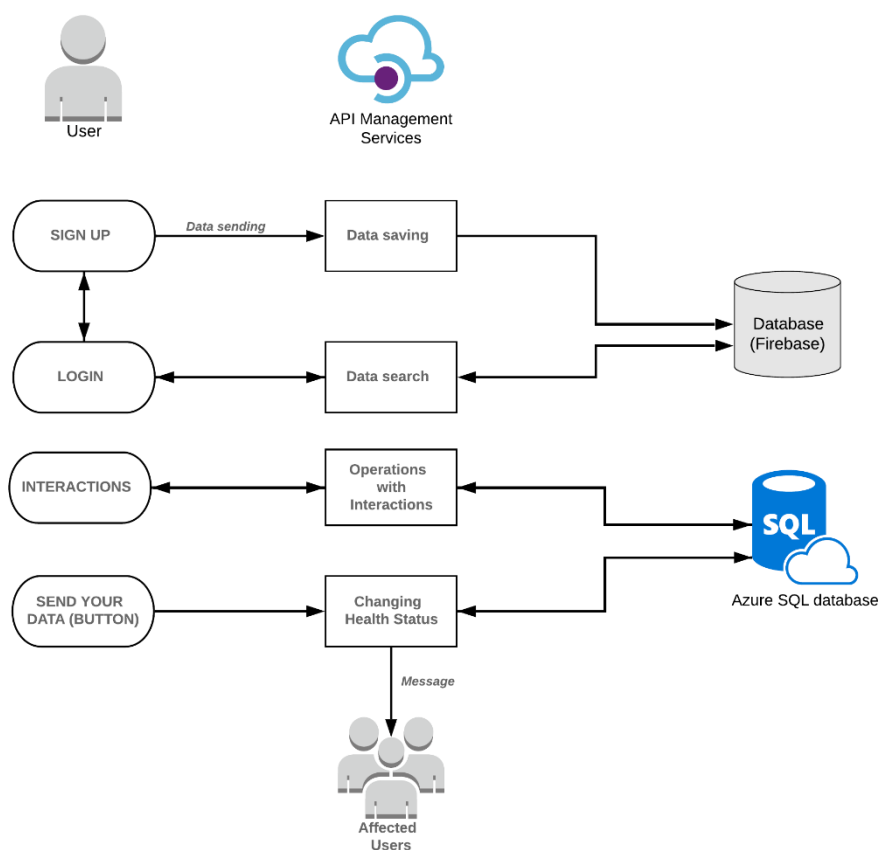 User
API Management
Services
SIGN UP
Data sending
Data saving
Database
(Firebase)
LOGIN
Data search
INTERACTIONS
Operations
with
Interactions
SQL
Azure SQL database
SEND YOUR
DATA (BUTTON)
Changing
Health Status
Message
Affected
Users